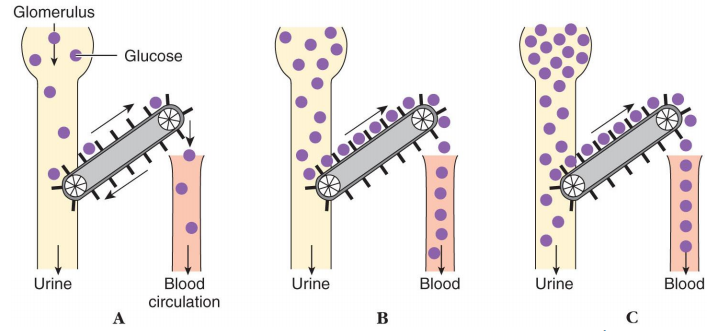 Glomerulus
Glucose
Urine
Blood
circulation
A
Urine
Blood
B
Urine
Blood
C